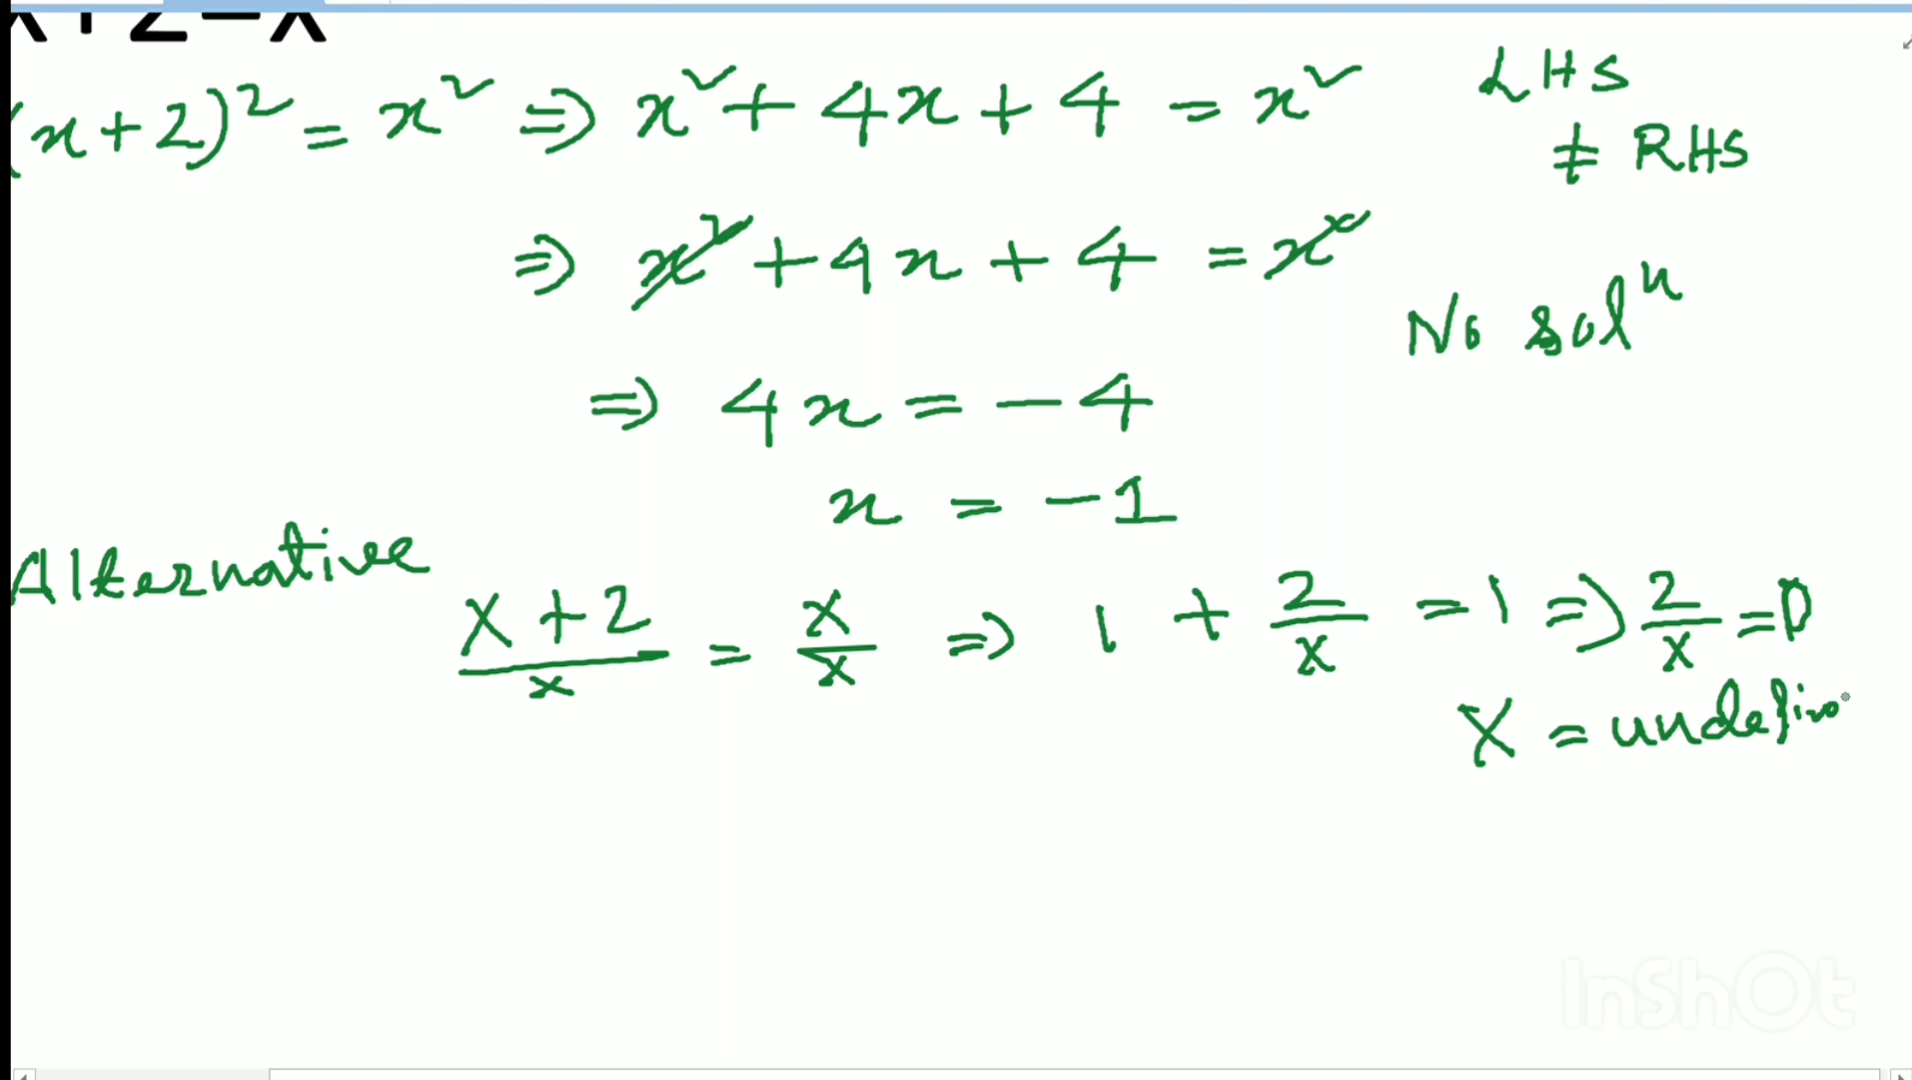 x+2=x
(x+2)² = x² ⇒ x² + 4x + 4 = x²
LHS
≠ RHS
⇒ x² + 4x + 4 = x²
No solⁿ
⇒ 4x = -4
x = -1
Alternative
x+2/x = x/x ⇒ 1 + 2/x = 1 ⇒ 2/x = 0
x = undefin
InShOt